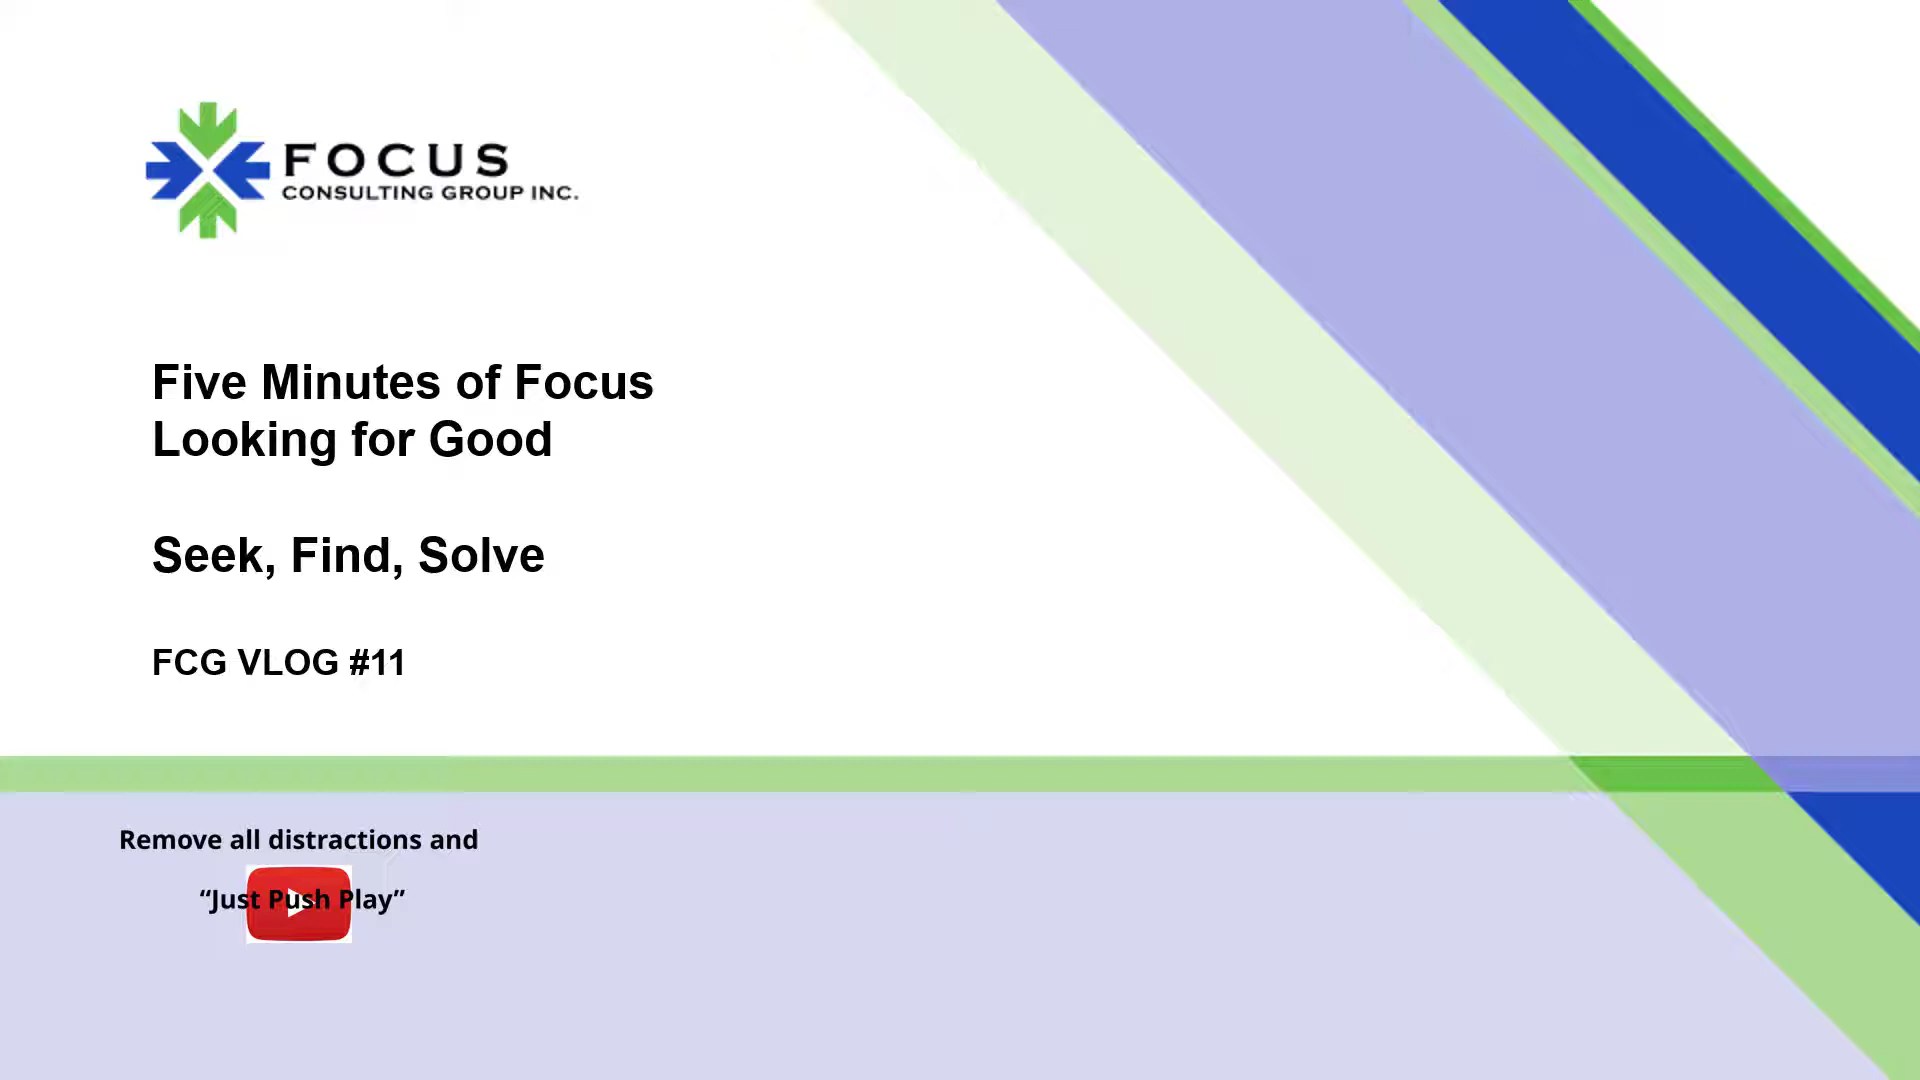 FOCUS
CONSULTING GROUP INC.
Five Minutes of Focus
Looking for Good
Seek, Find, Solve
FCG VLOG #11
Remove all distractions and
“Just Push Play”